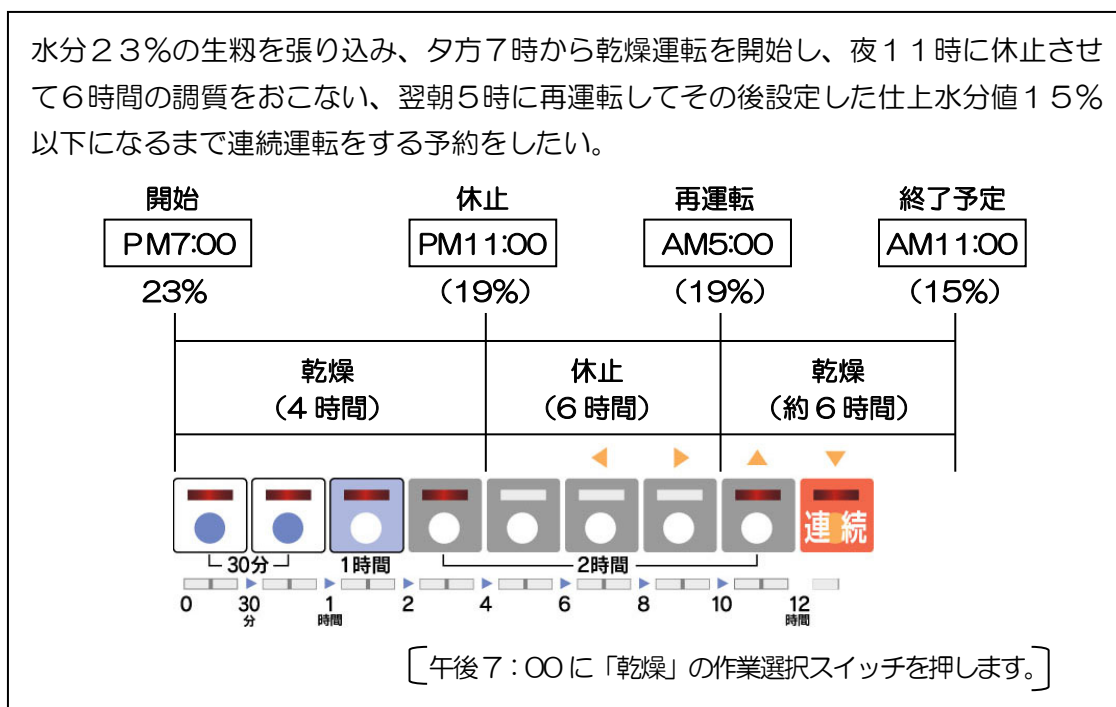 水分２３％の生籾を張り込み、夕方７時から乾燥運転を開始し、夜１１時に休止させ
て６時間の調質をおこない、翌朝５時に再運転してその後設定した仕上水分値１５％
以下になるまで連続運転をする予約をしたい。
開始 休止 再運転 終了予定
PM7:00 PM11:00 AM5:00 AM11:00
23% (19%) (19%) (15%)
乾燥 休止 乾燥
(4時間) (6時間) (約6時間)
連続
30分 1時間 2時間
0 30分 1時間 2 4 6 8 10 12時間
午後７：００に「乾燥」の作業選択スイッチを押します。